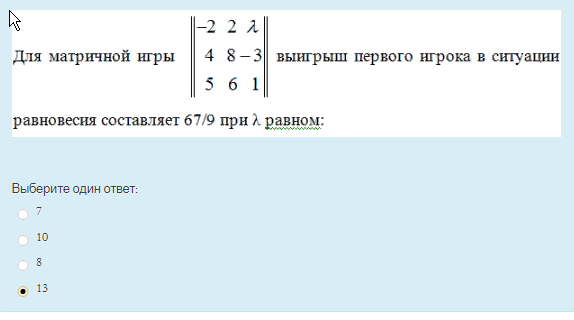 Для матричной игры
-2 2 λ
4 8 -3
5 6 1
выигрыш первого игрока в ситуации
равновесия составляет 67/9 при λ равном:
Выберите один ответ:
7
10
8
13